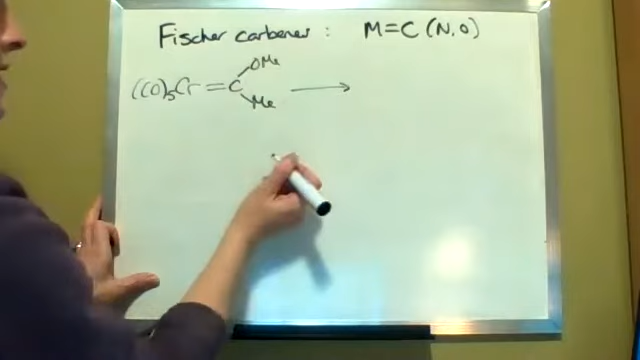 Fischer carbenes : M=C (N,O)
OMe
(CO)5Cr=C
Me